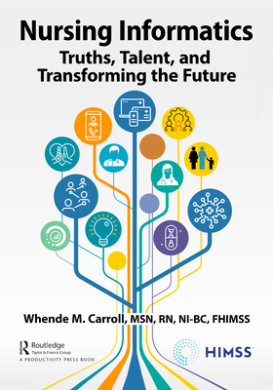 Nursing Informatics
Truths, Talent, and
Transforming the Future
Whende M. Carroll, MSN, RN, NI-BC, FHIMSS
R
Routledge
Taylor & Francis Group
A PRODUCTIVITY PRESS BOOK
HIMSS